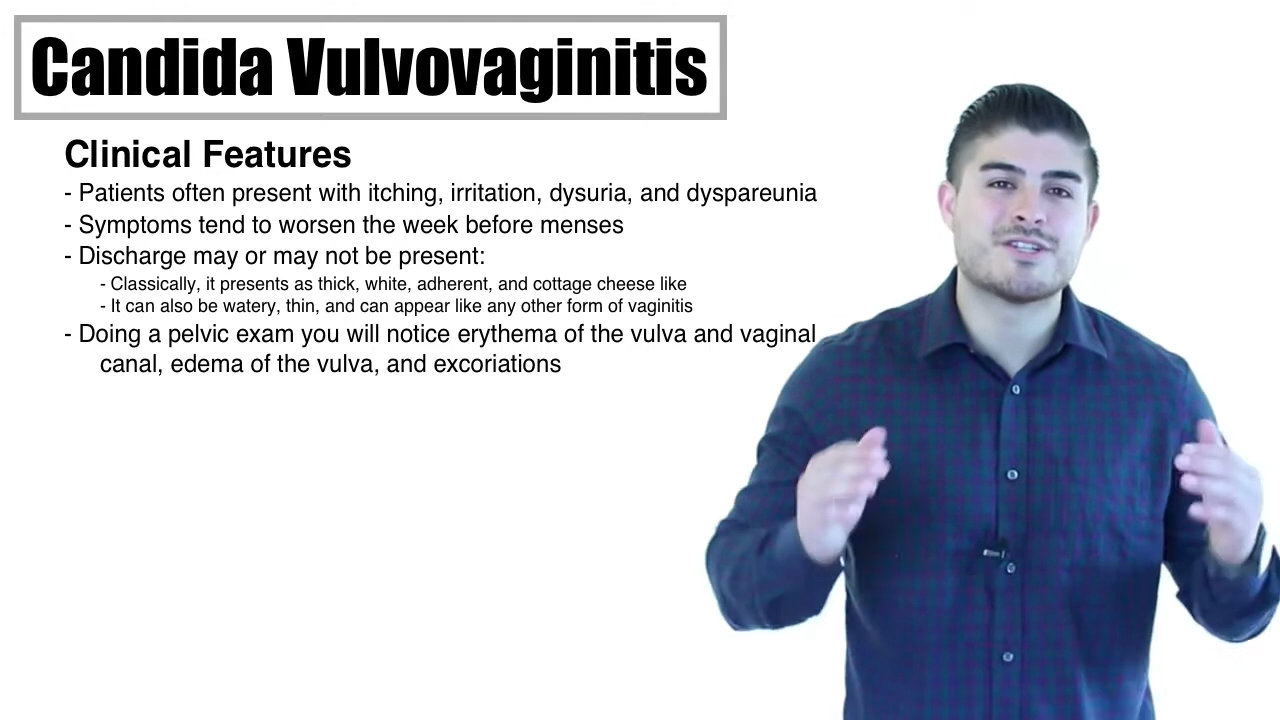 Candida Vulvovaginitis
Clinical Features
- Patients often present with itching, irritation, dysuria, and dyspareunia
- Symptoms tend to worsen the week before menses
- Discharge may or may not be present:
- Classically, it presents as thick, white, adherent, and cottage cheese like
- It can also be watery, thin, and can appear like any other form of vaginitis
- Doing a pelvic exam you will notice erythema of the vulva and vaginal
canal, edema of the vulva, and excoriations